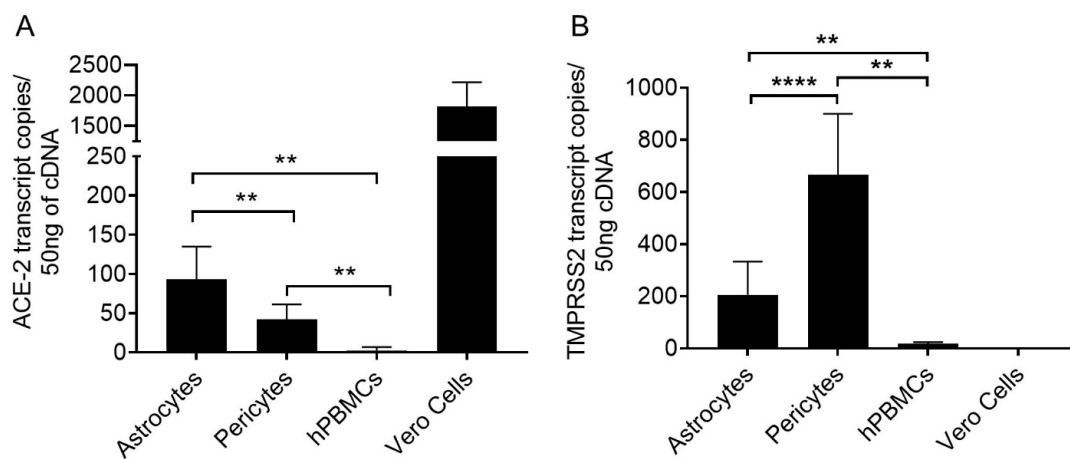 A
ACE-2 transcript copies/
50ng of cDNA
2500
2000
1500
250
200
150
100
50
0
**
**
**
Astrocytes
Pericytes
hPBMCs
Vero Cells
B
TMPRSS2 transcript copies/
50ng cDNA
1000
800
600
400
200
0
**
****
**
Astrocytes
Pericytes
hPBMCs
Vero Cells